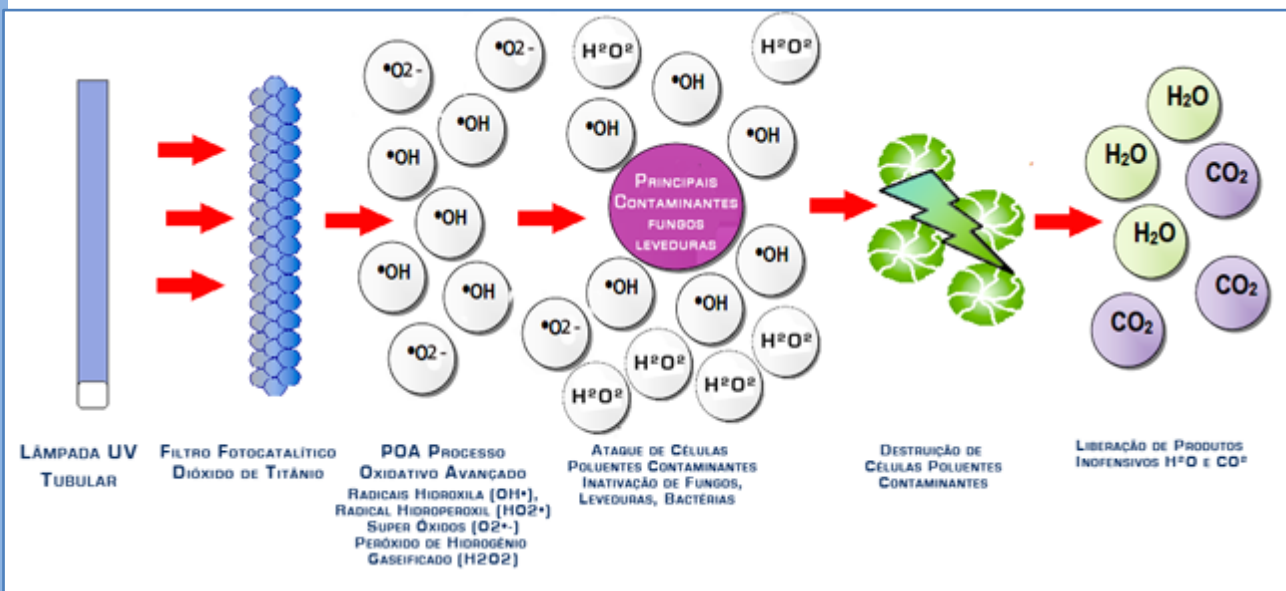 •O2-
•O2-
•OH
•OH
•OH
•OH
•OH
•O2-
H²O²
H²O²
•OH
•OH
•OH
PRINCIPAIS
CONTAMINANTES
FUNGOS
LEVEDURAS
•OH
•OH
•OH
•O2-
H²O²
H²O²
H²O²
H²O²
H₂O
H₂O
CO₂
H₂O
CO₂
CO₂
LÂMPADA UV
TUBULAR
FILTRO FOTOCATALÍTICO
DIÓXIDO DE TITÂNIO
POA PROCESSO
OXIDATIVO AVANÇADO
RADICAIS HIDROXILA (OH•),
RADICAL HIDROPEROXIL (HO2•)
SUPER ÓXIDOS (O2•-)
PERÓXIDO DE HIDROGÊNIO
GASEIFICADO (H2O2)
ATAQUE DE CÉLULAS
POLUENTES CONTAMINANTES
INATIVAÇÃO DE FUNGOS,
LEVEDURAS, BACTÉRIAS
DESTRUIÇÃO DE
CÉLULAS POLUENTES
CONTAMINANTES
LIBERAÇÃO DE PRODUTOS
INOFENSIVOS H²O E CO²